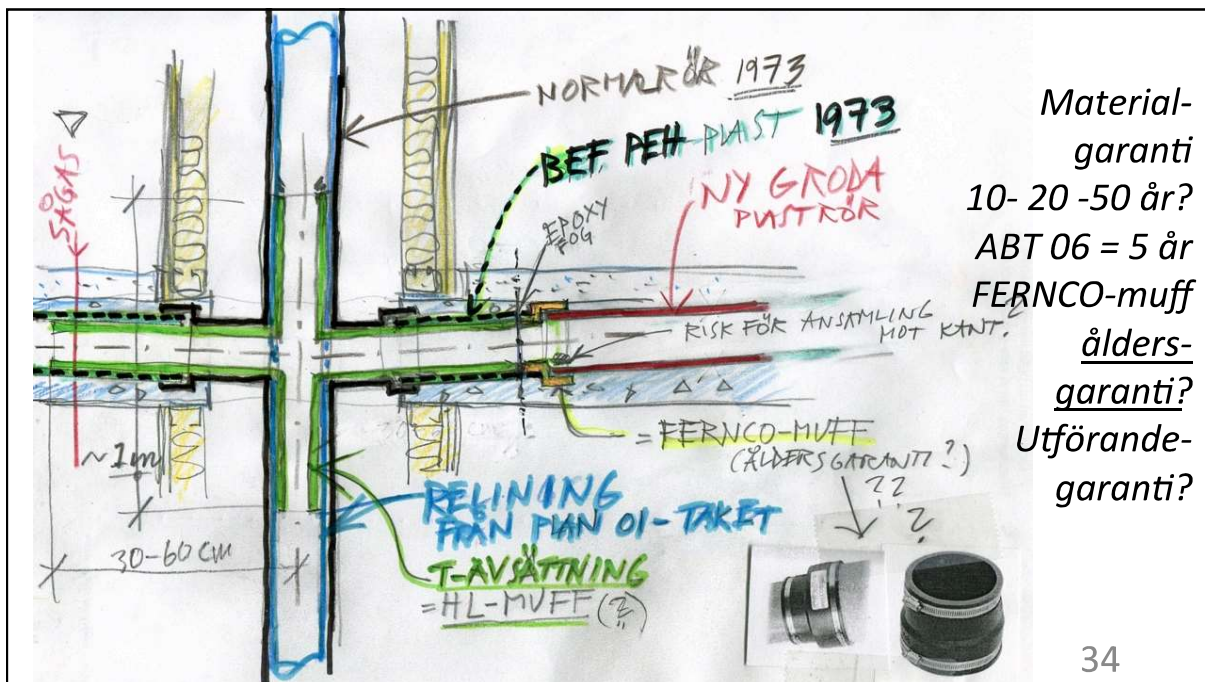 NORMALRÖR 1973
BEF PEH-PLAST 1973
NY GRODA
PLASTRÖR
EPOXY
FOG
SÅGAS
RISK FÖR ANSAMLING
MOT KANT.?
= FERNCO-MUFF
(ÅLDERSGARANTI?)
??
?
~1m
30-60 CM
RELINING
FRÅN PLAN 01-TAKET
T-AVSÄTTNING
= HL-MUFF (?)
Material-
garanti
10- 20 -50 år?
ABT 06 = 5 år
FERNCO-muff
ålders-
garanti?
Utförande-
garanti?
34